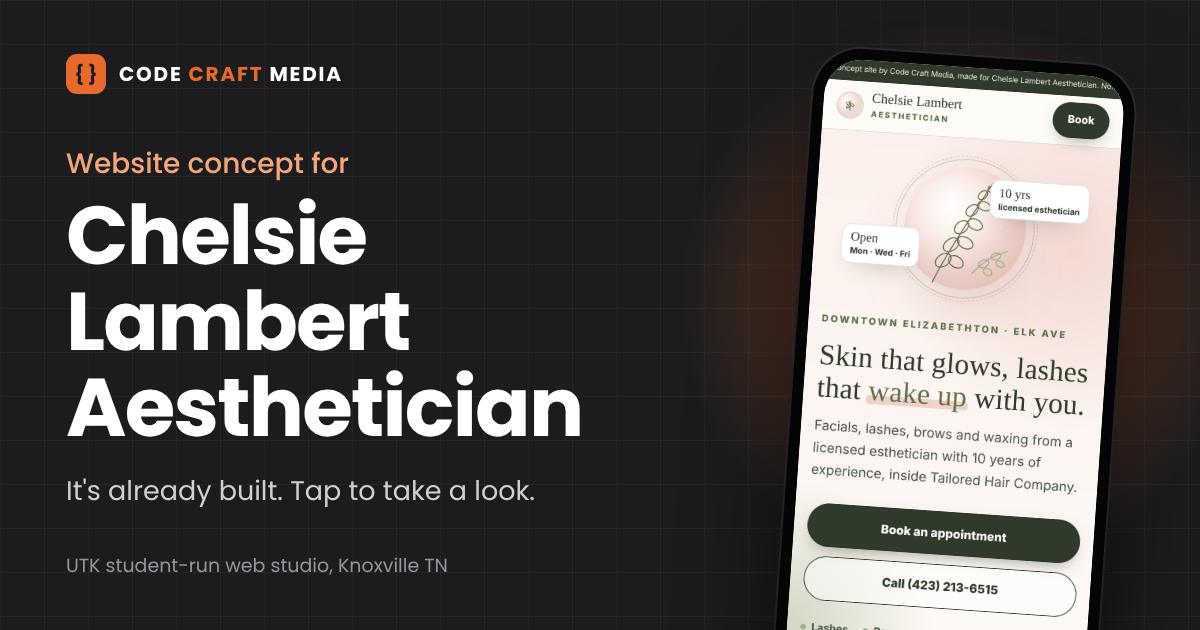 { } CODE CRAFT MEDIA
Website concept for
Chelsie
Lambert
Aesthetician
It's already built. Tap to take a look.
UTK student-run web studio, Knoxville TN
concept site by Code Craft Media, made for Chelsie Lambert Aesthetician.
Chelsie Lambert
AESTHETICIAN
Book
10 yrs
licensed esthetician
Open
Mon · Wed · Fri
DOWNTOWN ELIZABETHTON · ELK AVE
Skin that glows, lashes
that wake up with you.
Facials, lashes, brows and waxing from a
licensed esthetician with 10 years of
experience, inside Tailored Hair Company.
Book an appointment
Call (423) 213-6515
Lashes